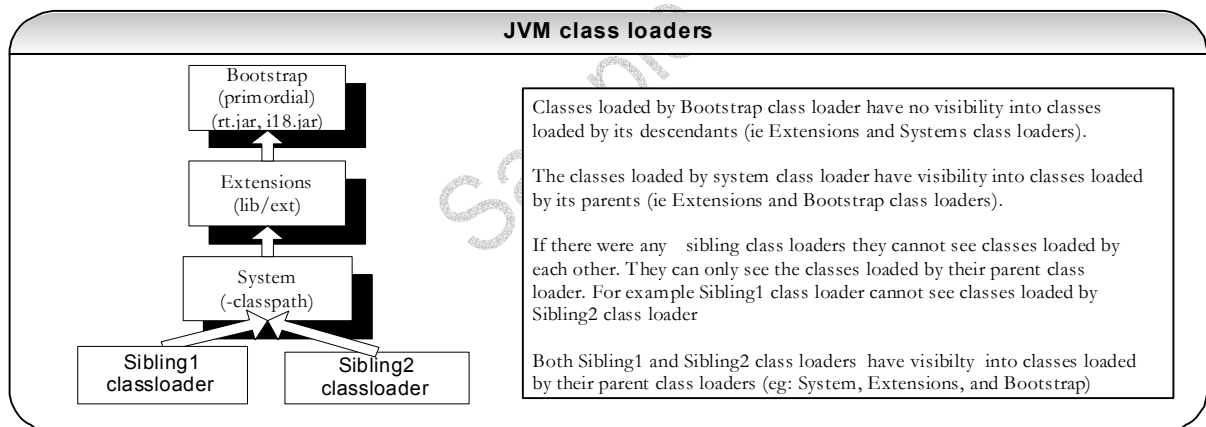 JVM class loaders
Bootstrap
(primordial)
(rt.jar, i18.jar)
Extensions
(lib/ext)
System
(-classpath)
Sibling1
classloader
Sibling2
classloader
Classes loaded by Bootstrap class loader have no visibility into classes
loaded by its descendants (ie Extensions and Systems class loaders).
The classes loaded by system class loader have visibility into classes loaded
by its parents (ie Extensions and Bootstrap class loaders).
If there were any sibling class loaders they cannot see classes loaded by
each other. They can only see the classes loaded by their parent class
loader. For example Sibling1 class loader cannot see classes loaded by
Sibling2 class loader
Both Sibling1 and Sibling2 class loaders have visibilty into classes loaded
by their parent class loaders (eg: System, Extensions, and Bootstrap)